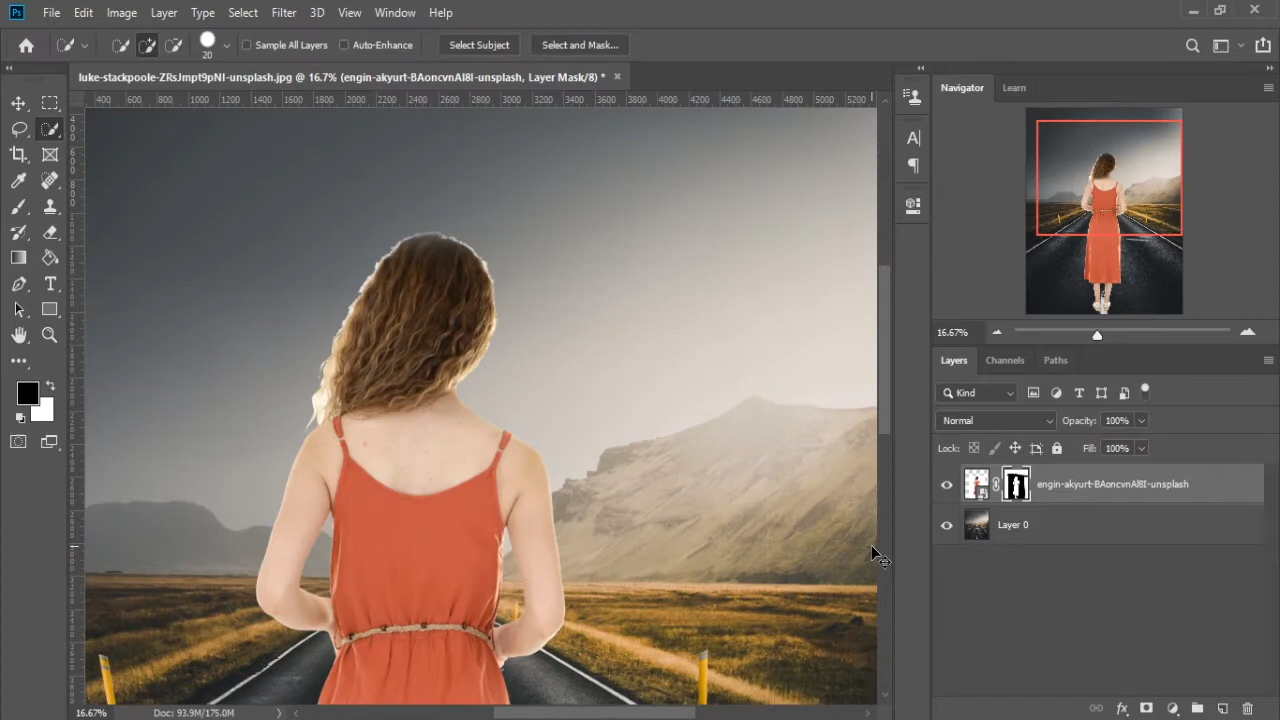 Ps File Edit Image Layer Type Select Filter 3D View Window Help
20 Sample All Layers Auto-Enhance Select Subject Select and Mask...
luke-stackpoole-ZRsJmpt9pNI-unsplash.jpg @ 16.7% (engin-akyurt-BAoncvnAl8I-unsplash, Layer Mask/8) * ×
400 600 800 1000 1200 1400 1600 1800 2000 2200 2400 2600 2800 3000 3200 3400 3600 3800 4000 4200 4400 4600 4800 5000 5200
Navigator Learn
16.67%
Layers Channels Paths
Kind
Normal Opacity: 100%
Lock: Fill: 100%
engin-akyurt-BAoncvnAl8I-unsplash
Layer 0
16.67% Doc: 93.9M/175.0M